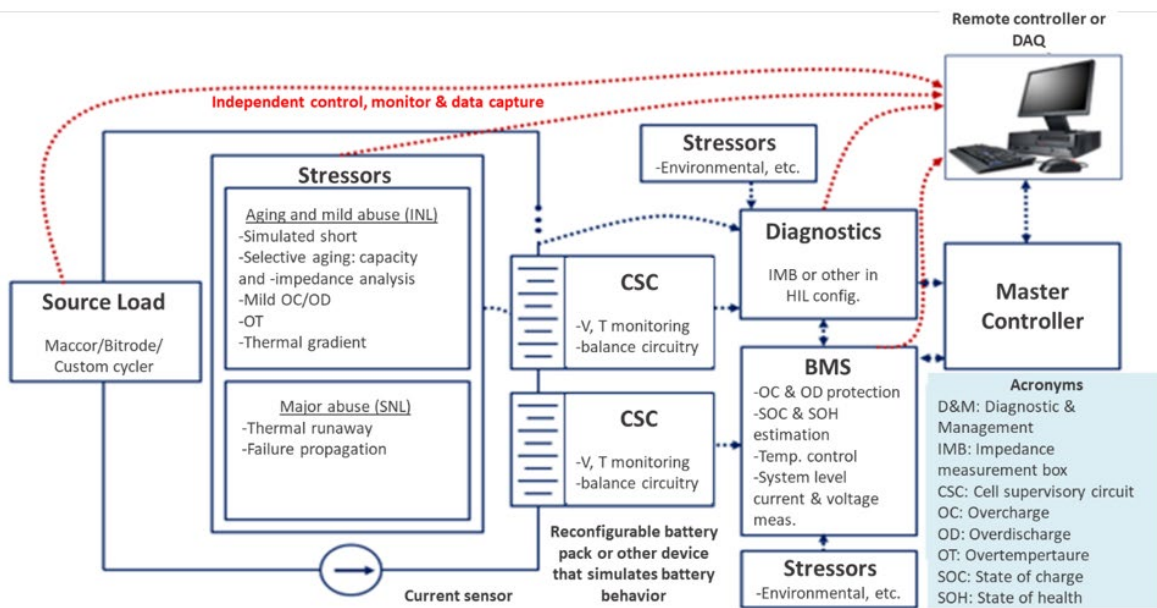 Remote controller or
DAQ
Independent control, monitor & data capture
Stressors
Aging and mild abuse (INL)
-Simulated short
-Selective aging: capacity
and -impedance analysis
-Mild OC/OD
-OT
-Thermal gradient
Major abuse (SNL)
-Thermal runaway
-Failure propagation
Source Load
Maccor/Bitrode/
Custom cycler
Current sensor
CSC
-V, T monitoring
-balance circuitry
CSC
-V, T monitoring
-balance circuitry
Reconfigurable battery
pack or other device
that simulates battery
behavior
Stressors
-Environmental, etc.
Diagnostics
IMB or other in
HIL config.
BMS
-OC & OD protection
-SOC & SOH
estimation
-Temp. control
-System level
current & voltage
meas.
Stressors
-Environmental, etc.
Master
Controller
Acronyms
D&M: Diagnostic &
Management
IMB: Impedance
measurement box
CSC: Cell supervisory circuit
OC: Overcharge
OD: Overdischarge
OT: Overtempertaure
SOC: State of charge
SOH: State of health